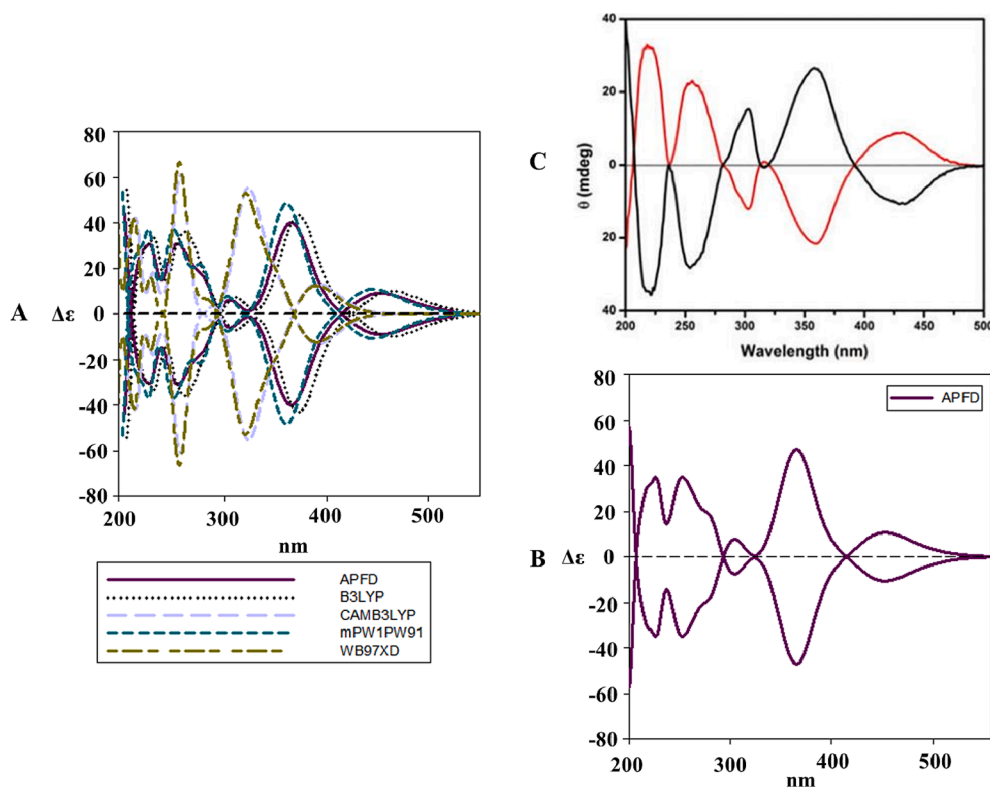 A
Δε
80
60
40
20
0
-20
-40
-60
-80
200
300
400
500
nm
APFD
B3LYP
CAMB3LYP
mPW1PW91
WB97XD
C
θ (mdeg)
40
20
0
20
40
200
250
300
350
400
450
500
Wavelength (nm)
B
Δε
80
60
40
20
0
-20
-40
-60
-80
APFD
200
300
400
500
nm